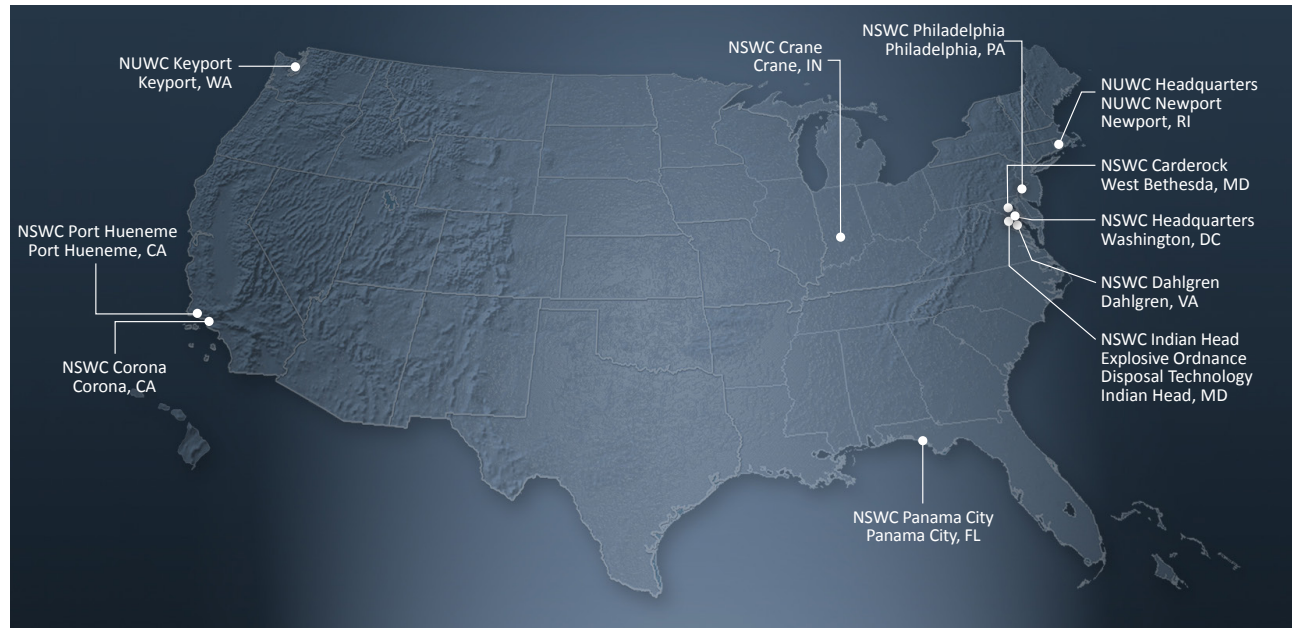 NUWC Keyport
Keyport, WA
NSWC Crane
Crane, IN
NSWC Philadelphia
Philadelphia, PA
NUWC Headquarters
NUWC Newport
Newport, RI
NSWC Carderock
West Bethesda, MD
NSWC Headquarters
Washington, DC
NSWC Dahlgren
Dahlgren, VA
NSWC Indian Head
Explosive Ordnance
Disposal Technology
Indian Head, MD
NSWC Port Hueneme
Port Hueneme, CA
NSWC Corona
Corona, CA
NSWC Panama City
Panama City, FL